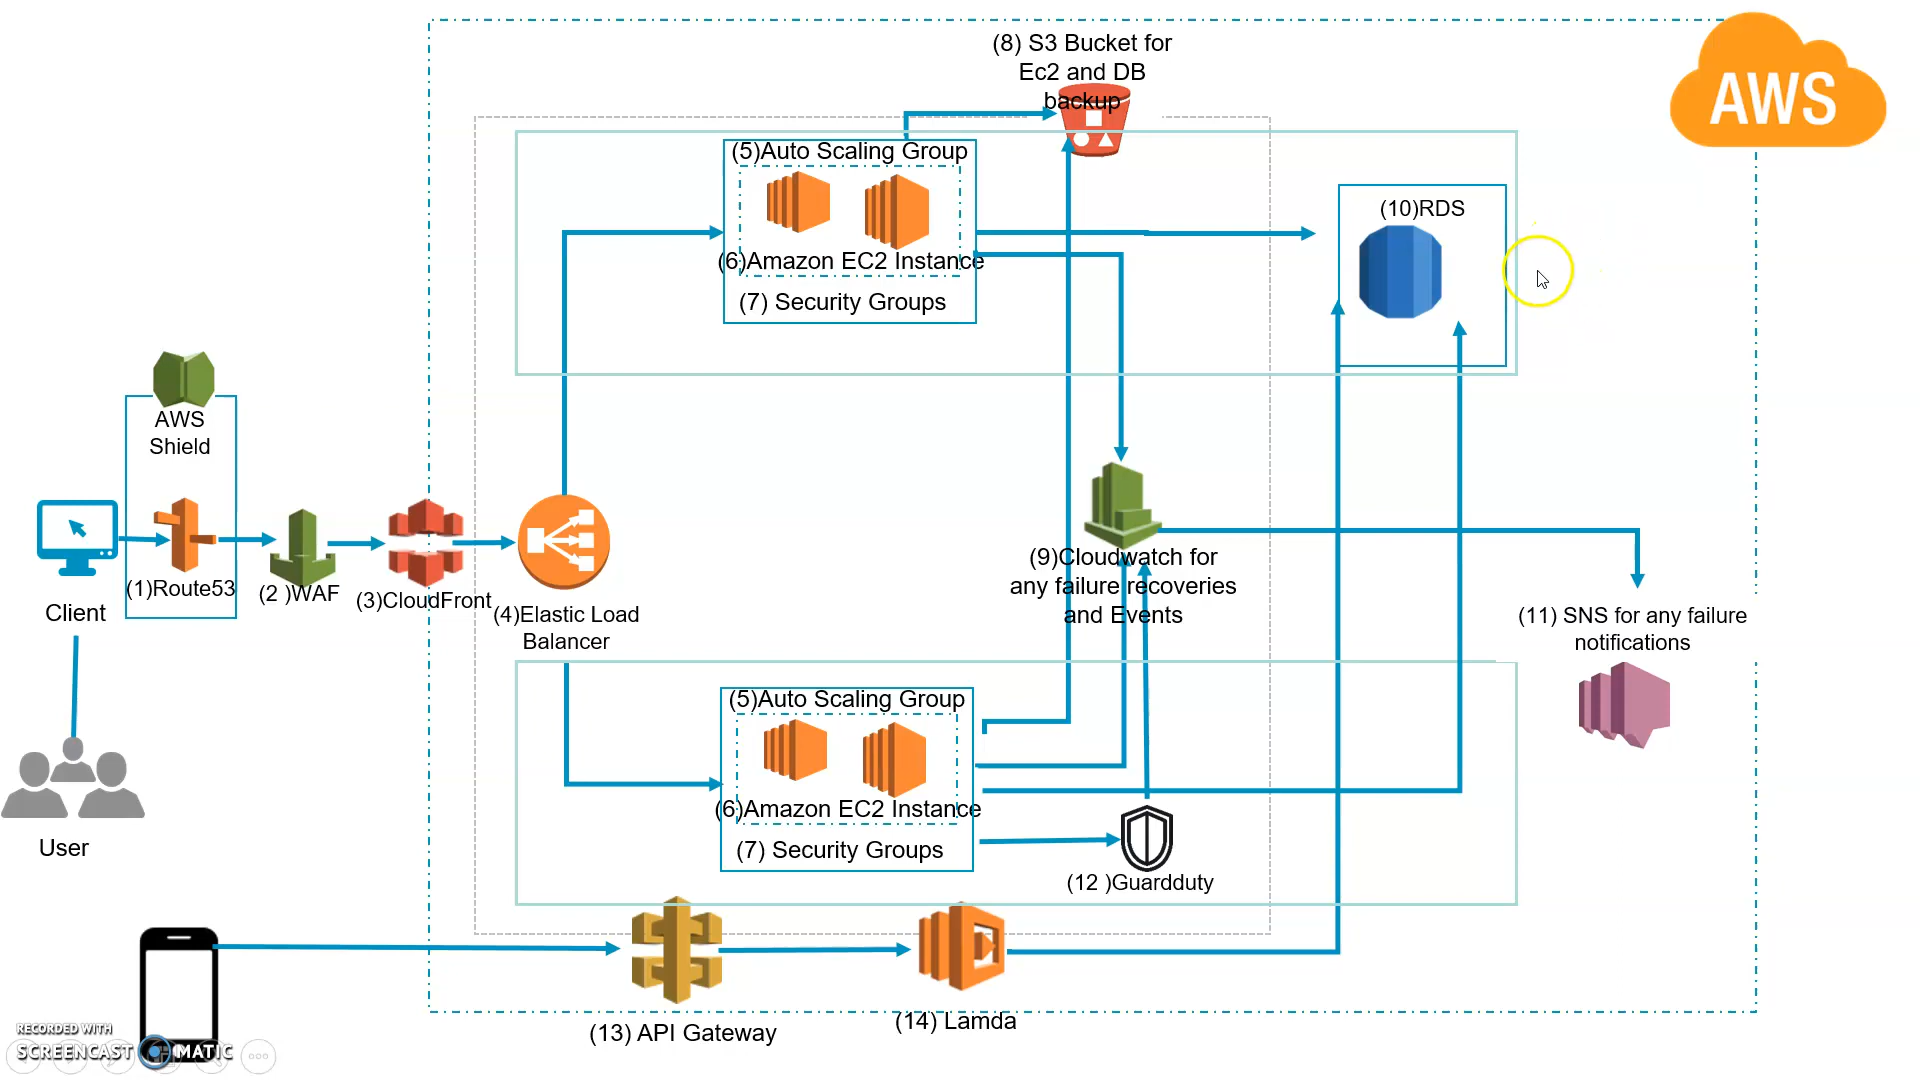 (8) S3 Bucket for
Ec2 and DB
backup
AWS
(5)Auto Scaling Group
(6)Amazon EC2 Instance
(7) Security Groups
(10)RDS
AWS
Shield
(1)Route53
(2 )WAF
(3)CloudFront
(4)Elastic Load
Balancer
Client
(9)Cloudwatch for
any failure recoveries
and Events
(11) SNS for any failure
notifications
(5)Auto Scaling Group
(6)Amazon EC2 Instance
(7) Security Groups
(12 )Guardduty
User
(13) API Gateway
(14) Lamda
RECORDED WITH
SCREENCAST MATIC